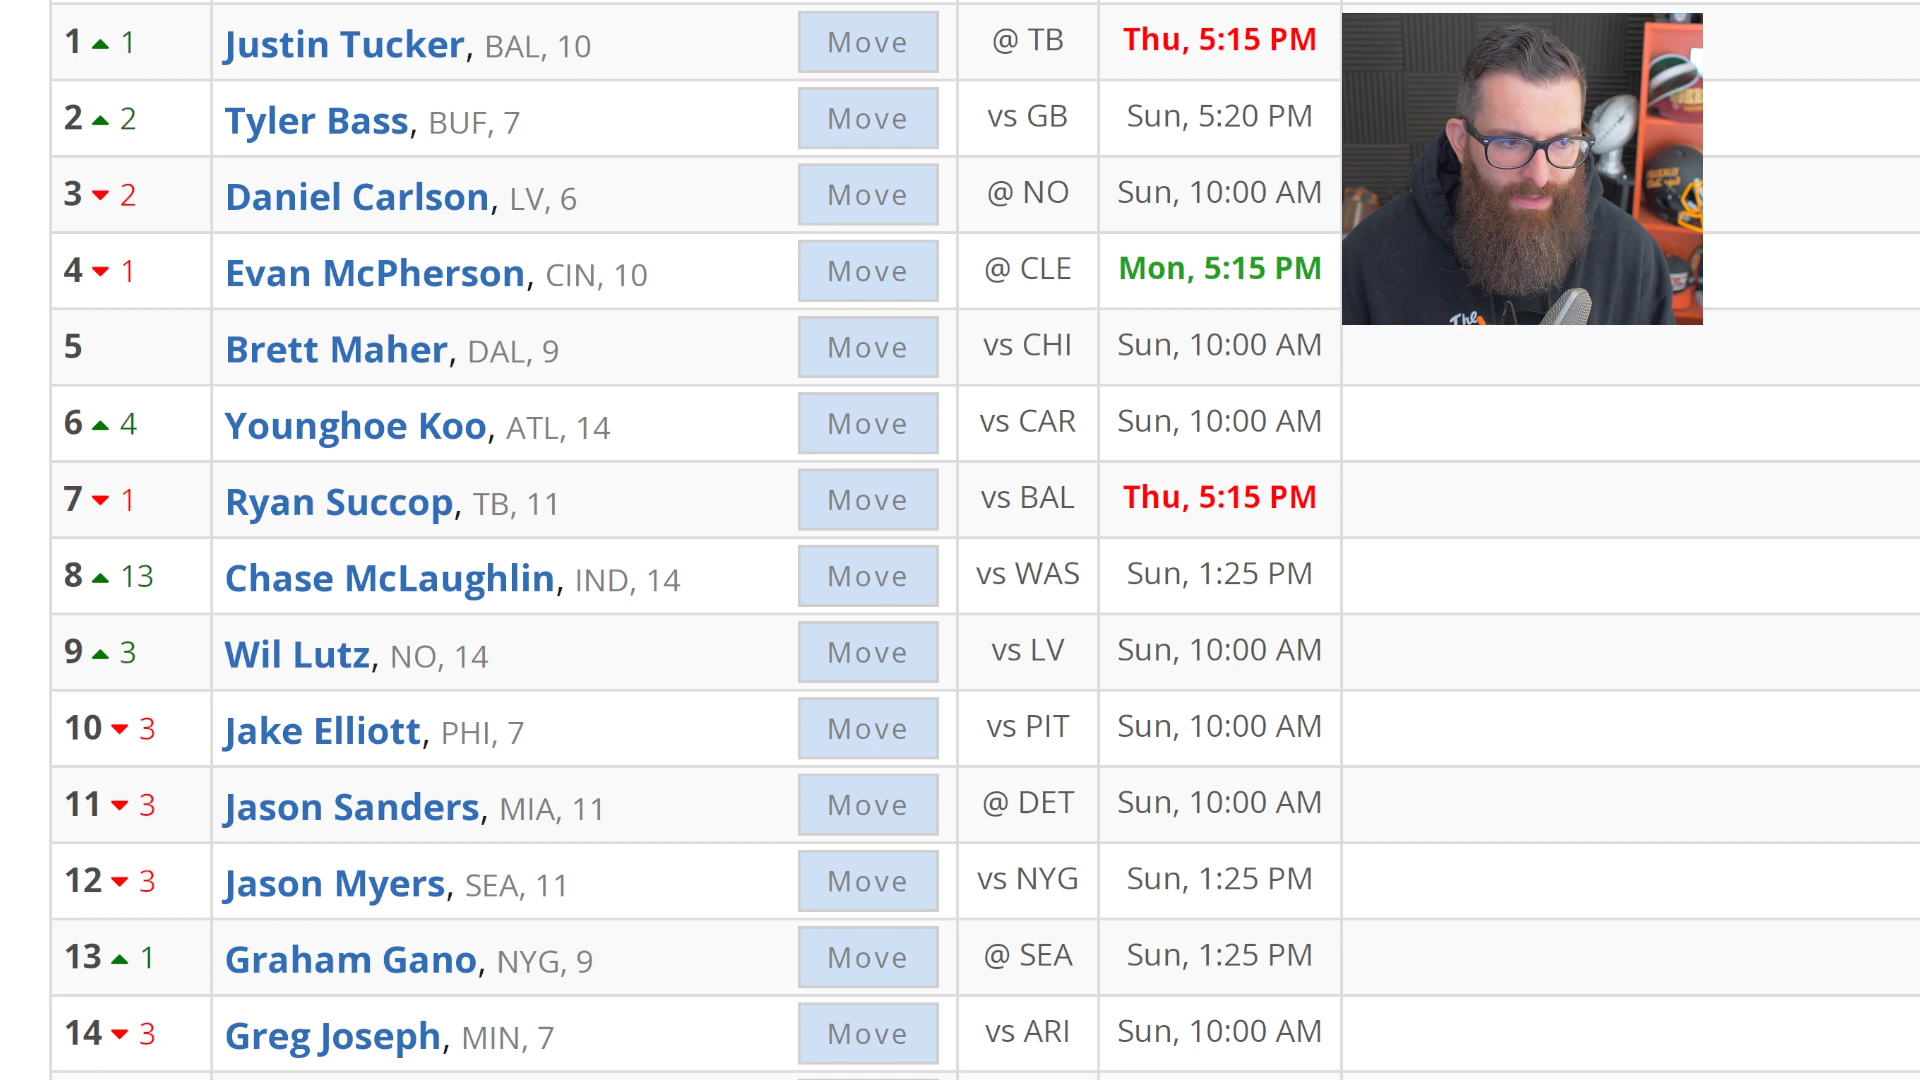 1 ▲ 1 Justin Tucker, BAL, 10 Move @ TB Thu, 5:15 PM
2 ▲ 2 Tyler Bass, BUF, 7 Move vs GB Sun, 5:20 PM
3 ▼ 2 Daniel Carlson, LV, 6 Move @ NO Sun, 10:00 AM
4 ▼ 1 Evan McPherson, CIN, 10 Move @ CLE Mon, 5:15 PM
The
5 Brett Maher, DAL, 9 Move vs CHI Sun, 10:00 AM
6 ▲ 4 Younghoe Koo, ATL, 14 Move vs CAR Sun, 10:00 AM
7 ▼ 1 Ryan Succop, TB, 11 Move vs BAL Thu, 5:15 PM
8 ▲ 13 Chase McLaughlin, IND, 14 Move vs WAS Sun, 1:25 PM
9 ▲ 3 Wil Lutz, NO, 14 Move vs LV Sun, 10:00 AM
10 ▼ 3 Jake Elliott, PHI, 7 Move vs PIT Sun, 10:00 AM
11 ▼ 3 Jason Sanders, MIA, 11 Move @ DET Sun, 10:00 AM
12 ▼ 3 Jason Myers, SEA, 11 Move vs NYG Sun, 1:25 PM
13 ▲ 1 Graham Gano, NYG, 9 Move @ SEA Sun, 1:25 PM
14 ▼ 3 Greg Joseph, MIN, 7 Move vs ARI Sun, 10:00 AM